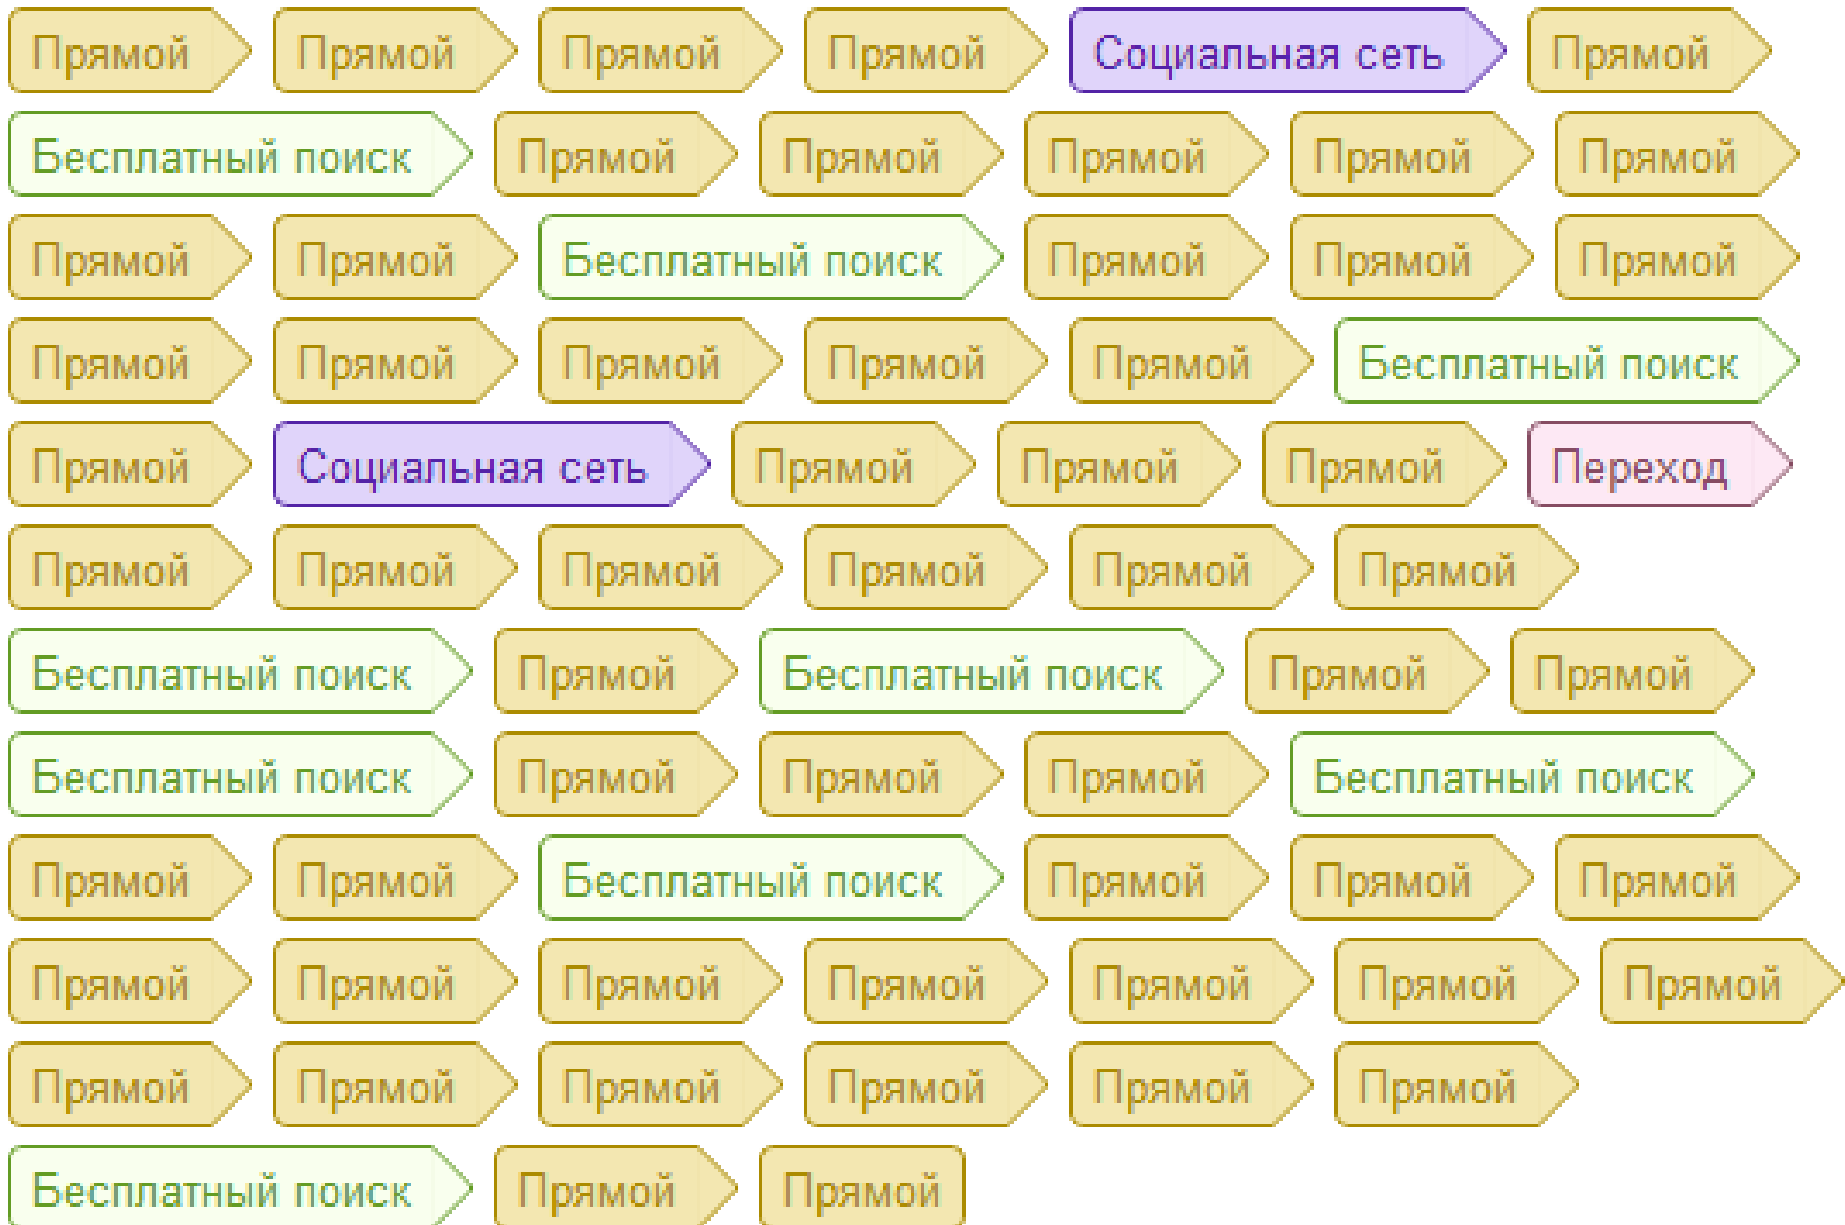 Прямой Прямой Прямой Прямой Социальная сеть Прямой
Бесплатный поиск Прямой Прямой Прямой Прямой Прямой
Прямой Прямой Бесплатный поиск Прямой Прямой Прямой
Прямой Прямой Прямой Прямой Прямой Бесплатный поиск
Прямой Социальная сеть Прямой Прямой Прямой Переход
Прямой Прямой Прямой Прямой Прямой Прямой
Бесплатный поиск Прямой Бесплатный поиск Прямой Прямой
Бесплатный поиск Прямой Прямой Прямой Бесплатный поиск
Прямой Прямой Бесплатный поиск Прямой Прямой Прямой
Прямой Прямой Прямой Прямой Прямой Прямой Прямой
Прямой Прямой Прямой Прямой Прямой Прямой
Бесплатный поиск Прямой Прямой